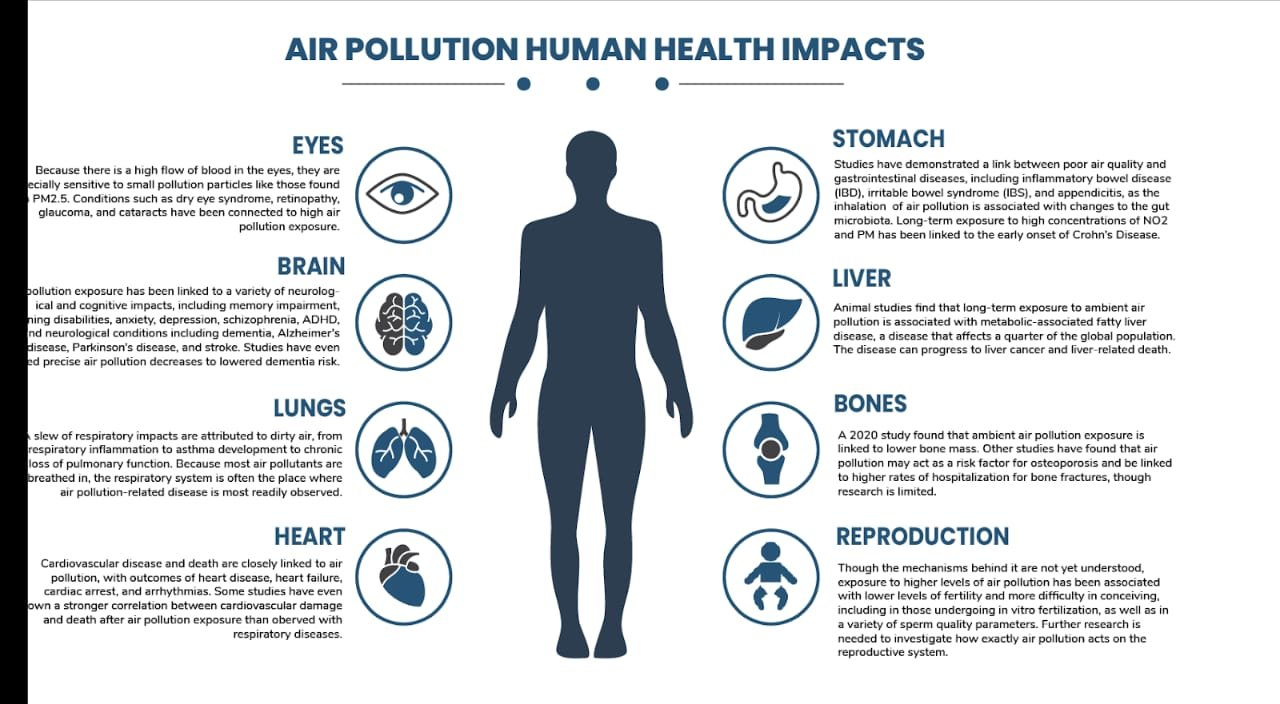 AIR POLLUTION HUMAN HEALTH IMPACTS
EYES
Because there is a high flow of blood in the eyes, they are
ecially sensitive to small pollution particles like those found
PM2.5. Conditions such as dry eye syndrome, retinopathy,
glaucoma, and cataracts have been connected to high air
pollution exposure.
BRAIN
pollution exposure has been linked to a variety of neurolog-
ical and cognitive impacts, including memory impairment,
ning disabilities, anxiety, depression, schizophrenia, ADHD,
nd neurological conditions including dementia, Alzheimer's
disease, Parkinson's disease, and stroke. Studies have even
ed precise air pollution decreases to lowered dementia risk.
LUNGS
slew of respiratory impacts are attributed to dirty air, from
respiratory inflammation to asthma development to chronic
loss of pulmonary function. Because most air pollutants are
breathed in, the respiratory system is often the place where
air pollution-related disease is most readily observed.
HEART
Cardiovascular disease and death are closely linked to air
pollution, with outcomes of heart disease, heart failure,
cardiac arrest, and arrhythmias. Some studies have even
own a stronger correlation between cardiovascular damage
and death after air pollution exposure than oberved with
respiratory diseases.
STOMACH
Studies have demonstrated a link between poor air quality and
gastrointestinal diseases, including inflammatory bowel disease
(IBD), irritable bowel syndrome (IBS), and appendicitis, as the
inhalation of air pollution is associated with changes to the gut
microbiota. Long-term exposure to high concentrations of NO2
and PM has been linked to the early onset of Crohn's Disease.
LIVER
Animal studies find that long-term exposure to ambient air
pollution is associated with metabolic-associated fatty liver
disease, a disease that affects a quarter of the global population.
The disease can progress to liver cancer and liver-related death.
BONES
A 2020 study found that ambient air pollution exposure is
linked to lower bone mass. Other studies have found that air
pollution may act as a risk factor for osteoporosis and be linked
to higher rates of hospitalization for bone fractures, though
research is limited.
REPRODUCTION
Though the mechanisms behind it are not yet understood,
exposure to higher levels of air pollution has been associated
with lower levels of fertility and more difficulty in conceiving,
including in those undergoing in vitro fertilization, as well as in
a variety of sperm quality parameters. Further research is
needed to investigate how exactly air pollution acts on the
reproductive system.